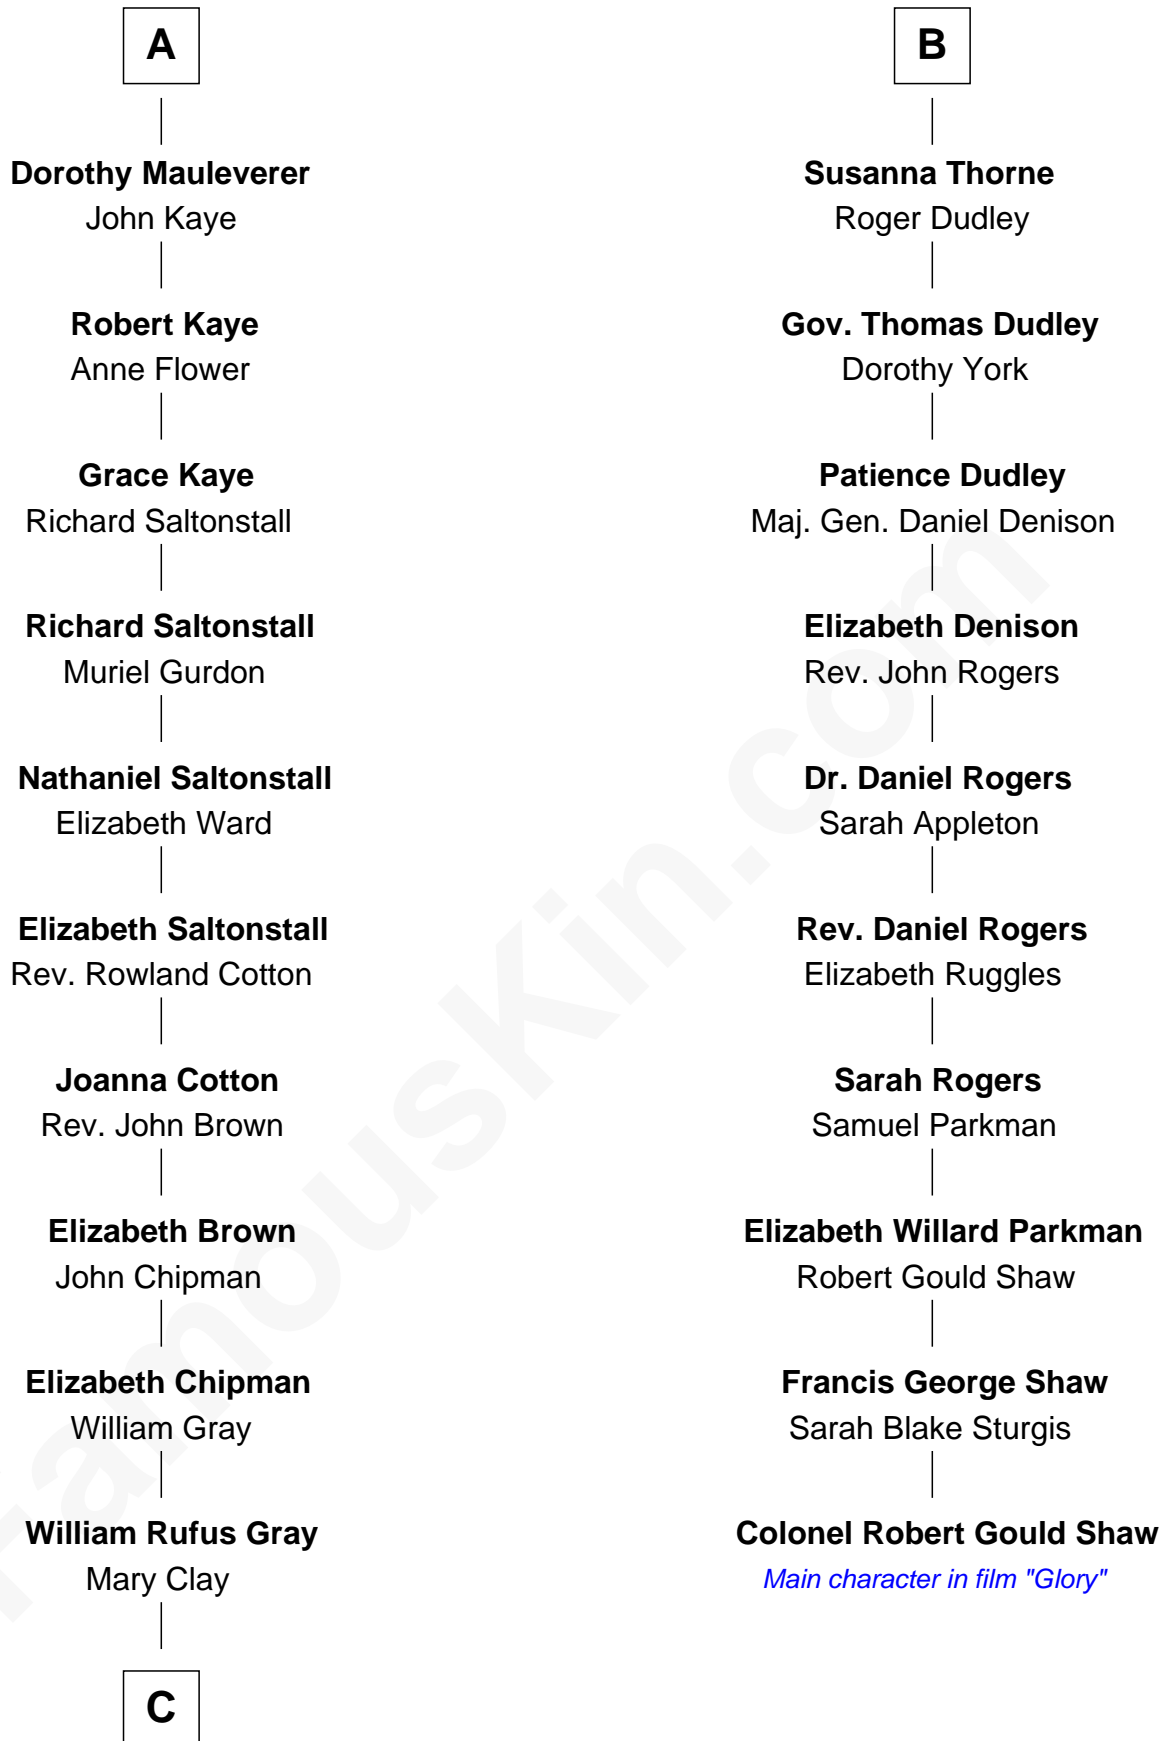 A
Dorothy Mauleverer
John Kaye
Robert Kaye
Anne Flower
Grace Kaye
Richard Saltonstall
Richard Saltonstall
Muriel Gurdon
Nathaniel Saltonstall
Elizabeth Ward
Elizabeth Saltonstall
Rev. Rowland Cotton
Joanna Cotton
Rev. John Brown
Elizabeth Brown
John Chipman
Elizabeth Chipman
William Gray
William Rufus Gray
Mary Clay
C
B
Susanna Thorne
Roger Dudley
Gov. Thomas Dudley
Dorothy York
Patience Dudley
Maj. Gen. Daniel Denison
Elizabeth Denison
Rev. John Rogers
Dr. Daniel Rogers
Sarah Appleton
Rev. Daniel Rogers
Elizabeth Ruggles
Sarah Rogers
Samuel Parkman
Elizabeth Willard Parkman
Robert Gould Shaw
Francis George Shaw
Sarah Blake Sturgis
Colonel Robert Gould Shaw
Main character in film "Glory"
FamousKin.com